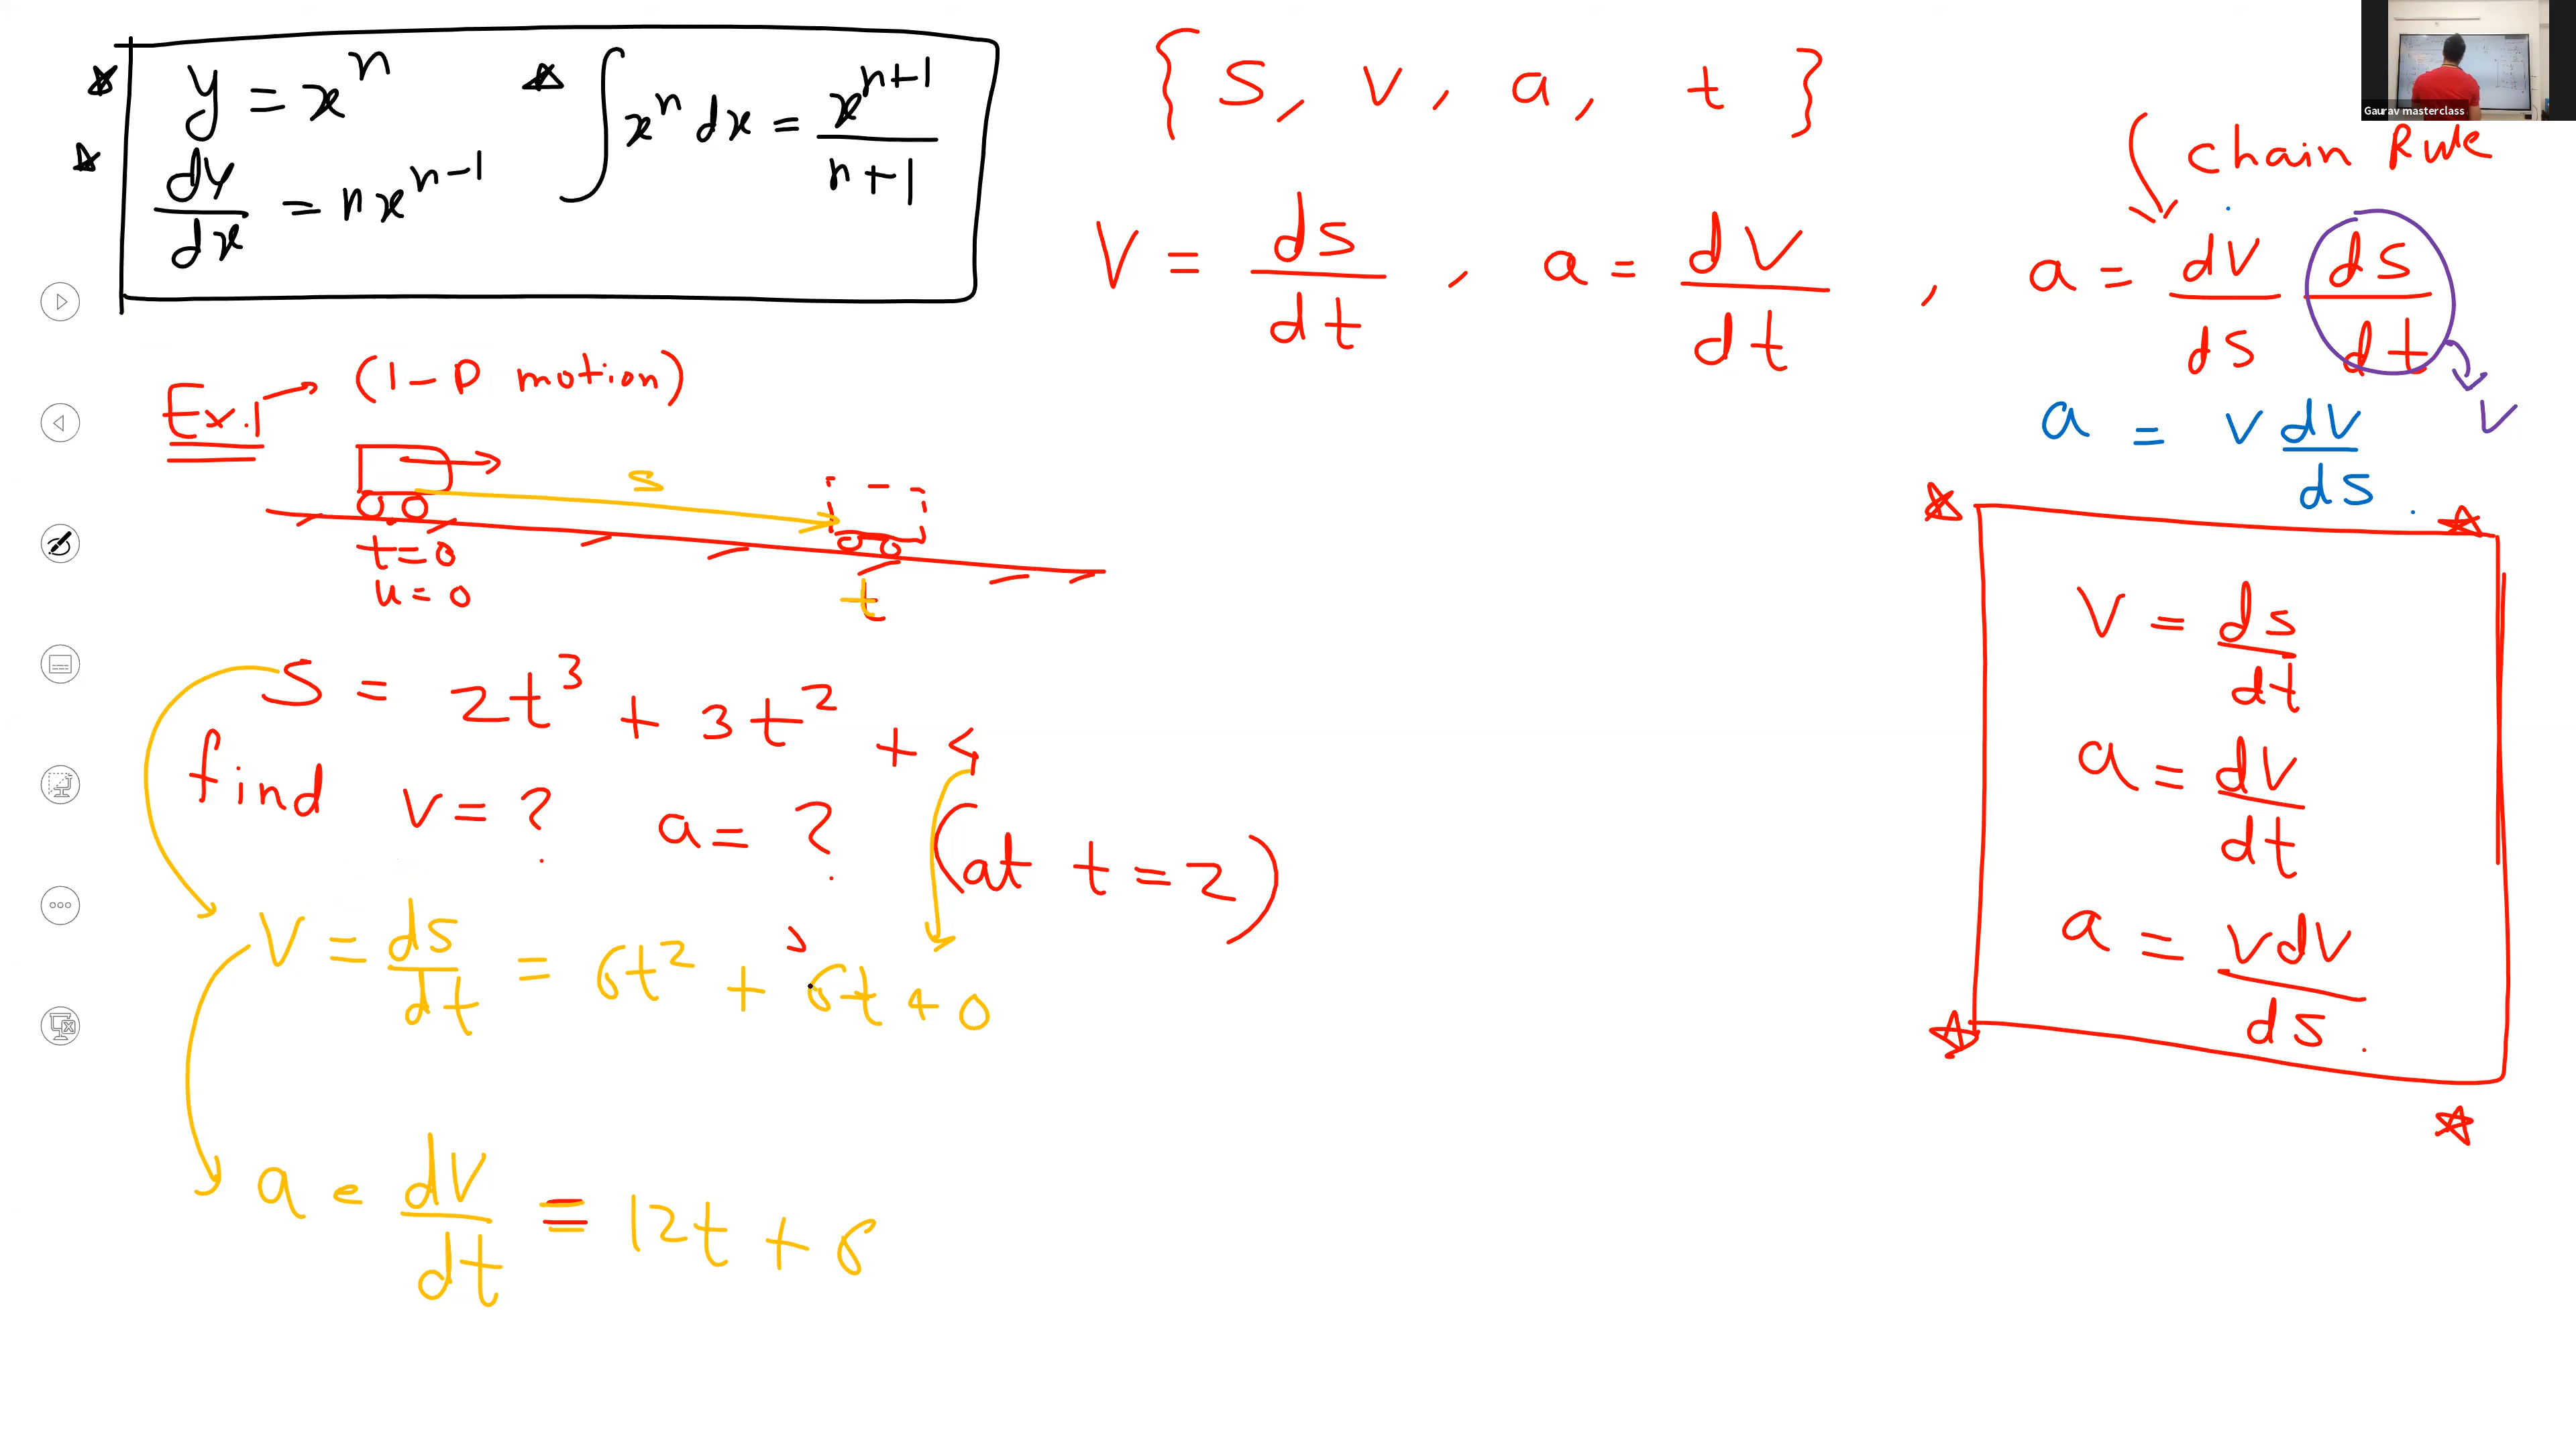 y = x^n
dy/dx = nx^(n-1)
∫ x^n dx = x^(n+1)/(n+1)
{ s, v, a, t }
Gaurav masterclass
chain Rule
V = ds/dt , a = dv/dt , a = dv/ds ds/dt
v
a = v dv/ds
Ex.1 → (1-D motion)
s
t=0
u=0
t
S = 2t^3 + 3t^2 + 4
find v = ? a = ? (at t = 2)
V = ds/dt = 6t^2 + 6t + 0
a = dv/dt = 12t + 6
V = ds/dt
a = dv/dt
a = vdv/ds